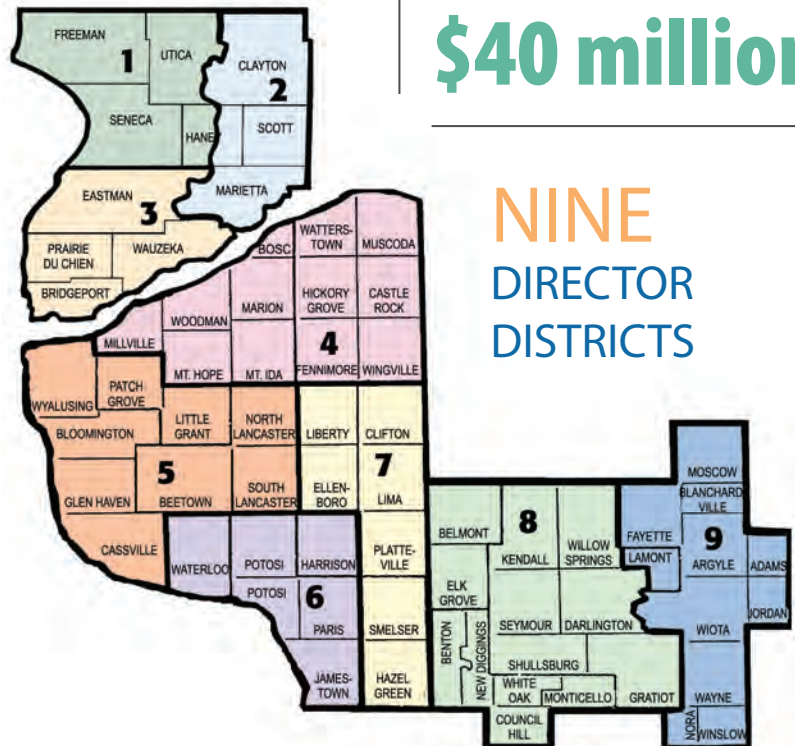 $40 million
NINE
DIRECTOR
DISTRICTS
FREEMAN
1
UTICA
SENECA
HANE
CLAYTON
2
SCOTT
MARIETTA
EASTMAN
3
PRAIRIE
DU CHIEN
WAUZEKA
BRIDGEPORT
BOSC.
WATTERS-
TOWN
MUSCODA
WOODMAN
MARION
HICKORY
GROVE
CASTLE
ROCK
MILLVILLE
4
MT. HOPE
MT. IDA
FENNIMORE
WINGVILLE
WYALUSING
PATCH
GROVE
BLOOMINGTON
LITTLE
GRANT
NORTH
LANCASTER
5
GLEN HAVEN
BEETOWN
SOUTH
LANCASTER
CASSVILLE
LIBERTY
CLIFTON
7
ELLEN-
BORO
LIMA
PLATTE-
VILLE
SMELSER
HAZEL
GREEN
WATERLOO
POTOSI
HARRISON
POTOSI
6
PARIS
JAMES-
TOWN
BELMONT
8
KENDALL
WILLOW
SPRINGS
ELK
GROVE
SEYMOUR
DARLINGTON
BENTON
NEW DIGGINGS
SHULLSBURG
WHITE
OAK
MONTICELLO
GRATIOT
COUNCIL
HILL
MOSCOW
BLANCHARD
VILLE
FAYETTE
9
LAMONT
ARGYLE
ADAMS
JORDAN
WIOTA
WAYNE
NORA
WINSLOW